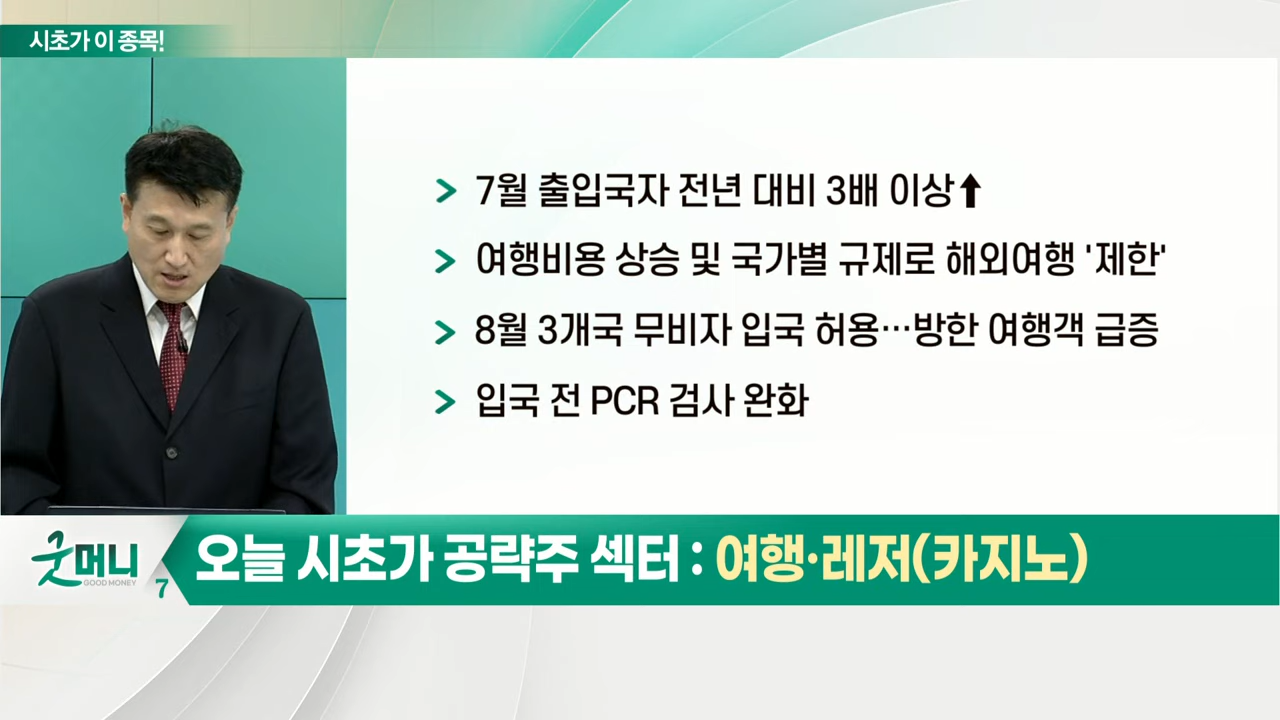 시초가 이 종목!
> 7월 출입국자 전년 대비 3배 이상⬆
> 여행비용 상승 및 국가별 규제로 해외여행 '제한'
> 8월 3개국 무비자 입국 허용…방한 여행객 급증
> 입국 전 PCR 검사 완화
굿머니
GOOD MONEY
7
오늘 시초가 공략주 섹터 : 여행·레저(카지노)